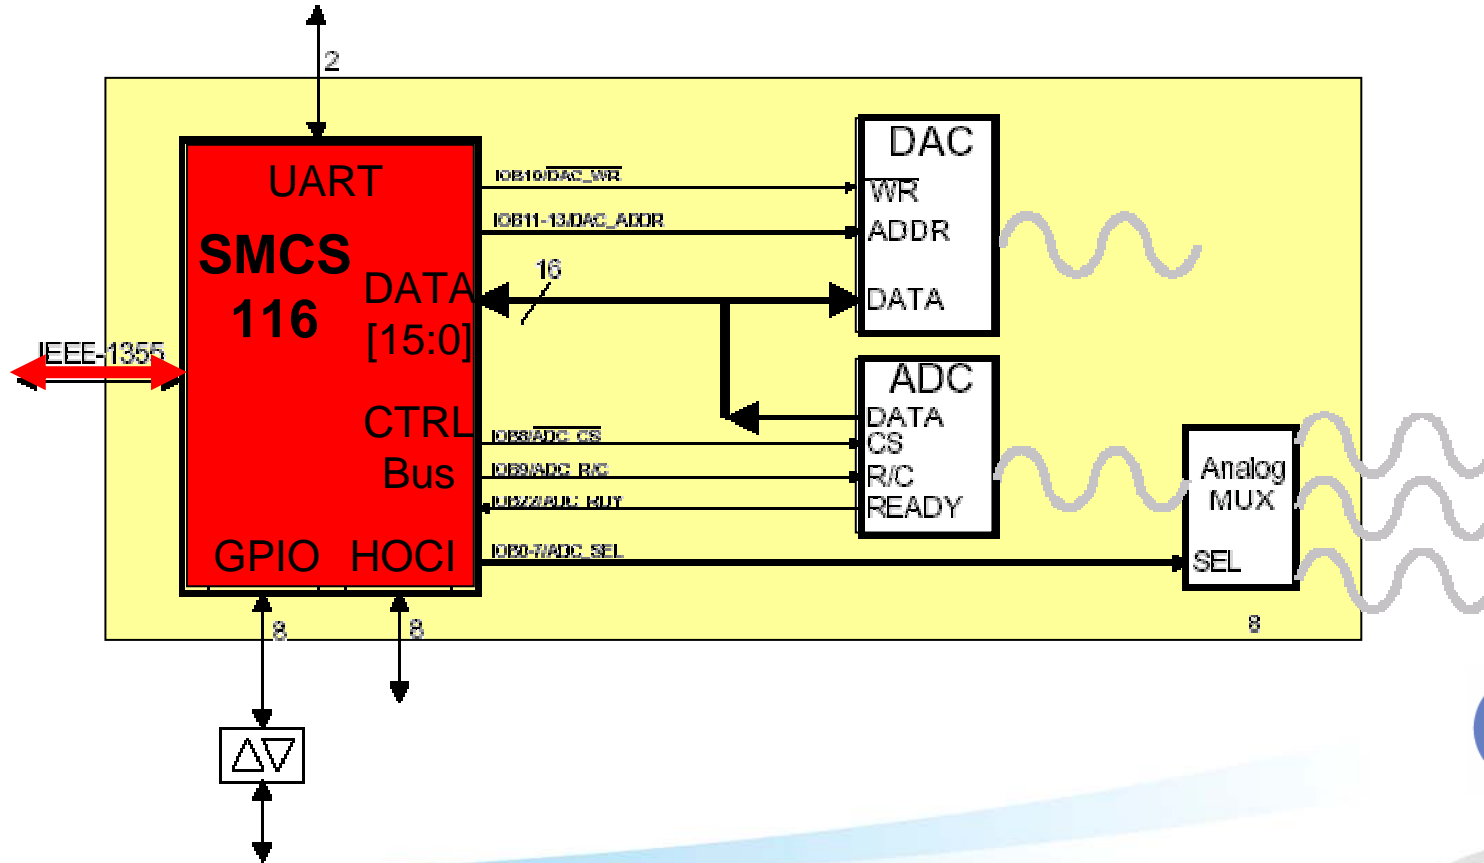 2
UART
SMCS
116
DATA
[15:0]
CTRL
Bus
GPIO HOCI
IEEE-1355
IOB10/DAC_WR
IOB11-13/DAC_ADDR
16
IOB8/ADC_CS
IOB9/ADC_R/C
IOB22/ADC_RDY
IOB0-7/ADC_SEL
DAC
WR
ADDR
DATA
ADC
DATA
CS
R/C
READY
Analog
MUX
SEL
8
8
8